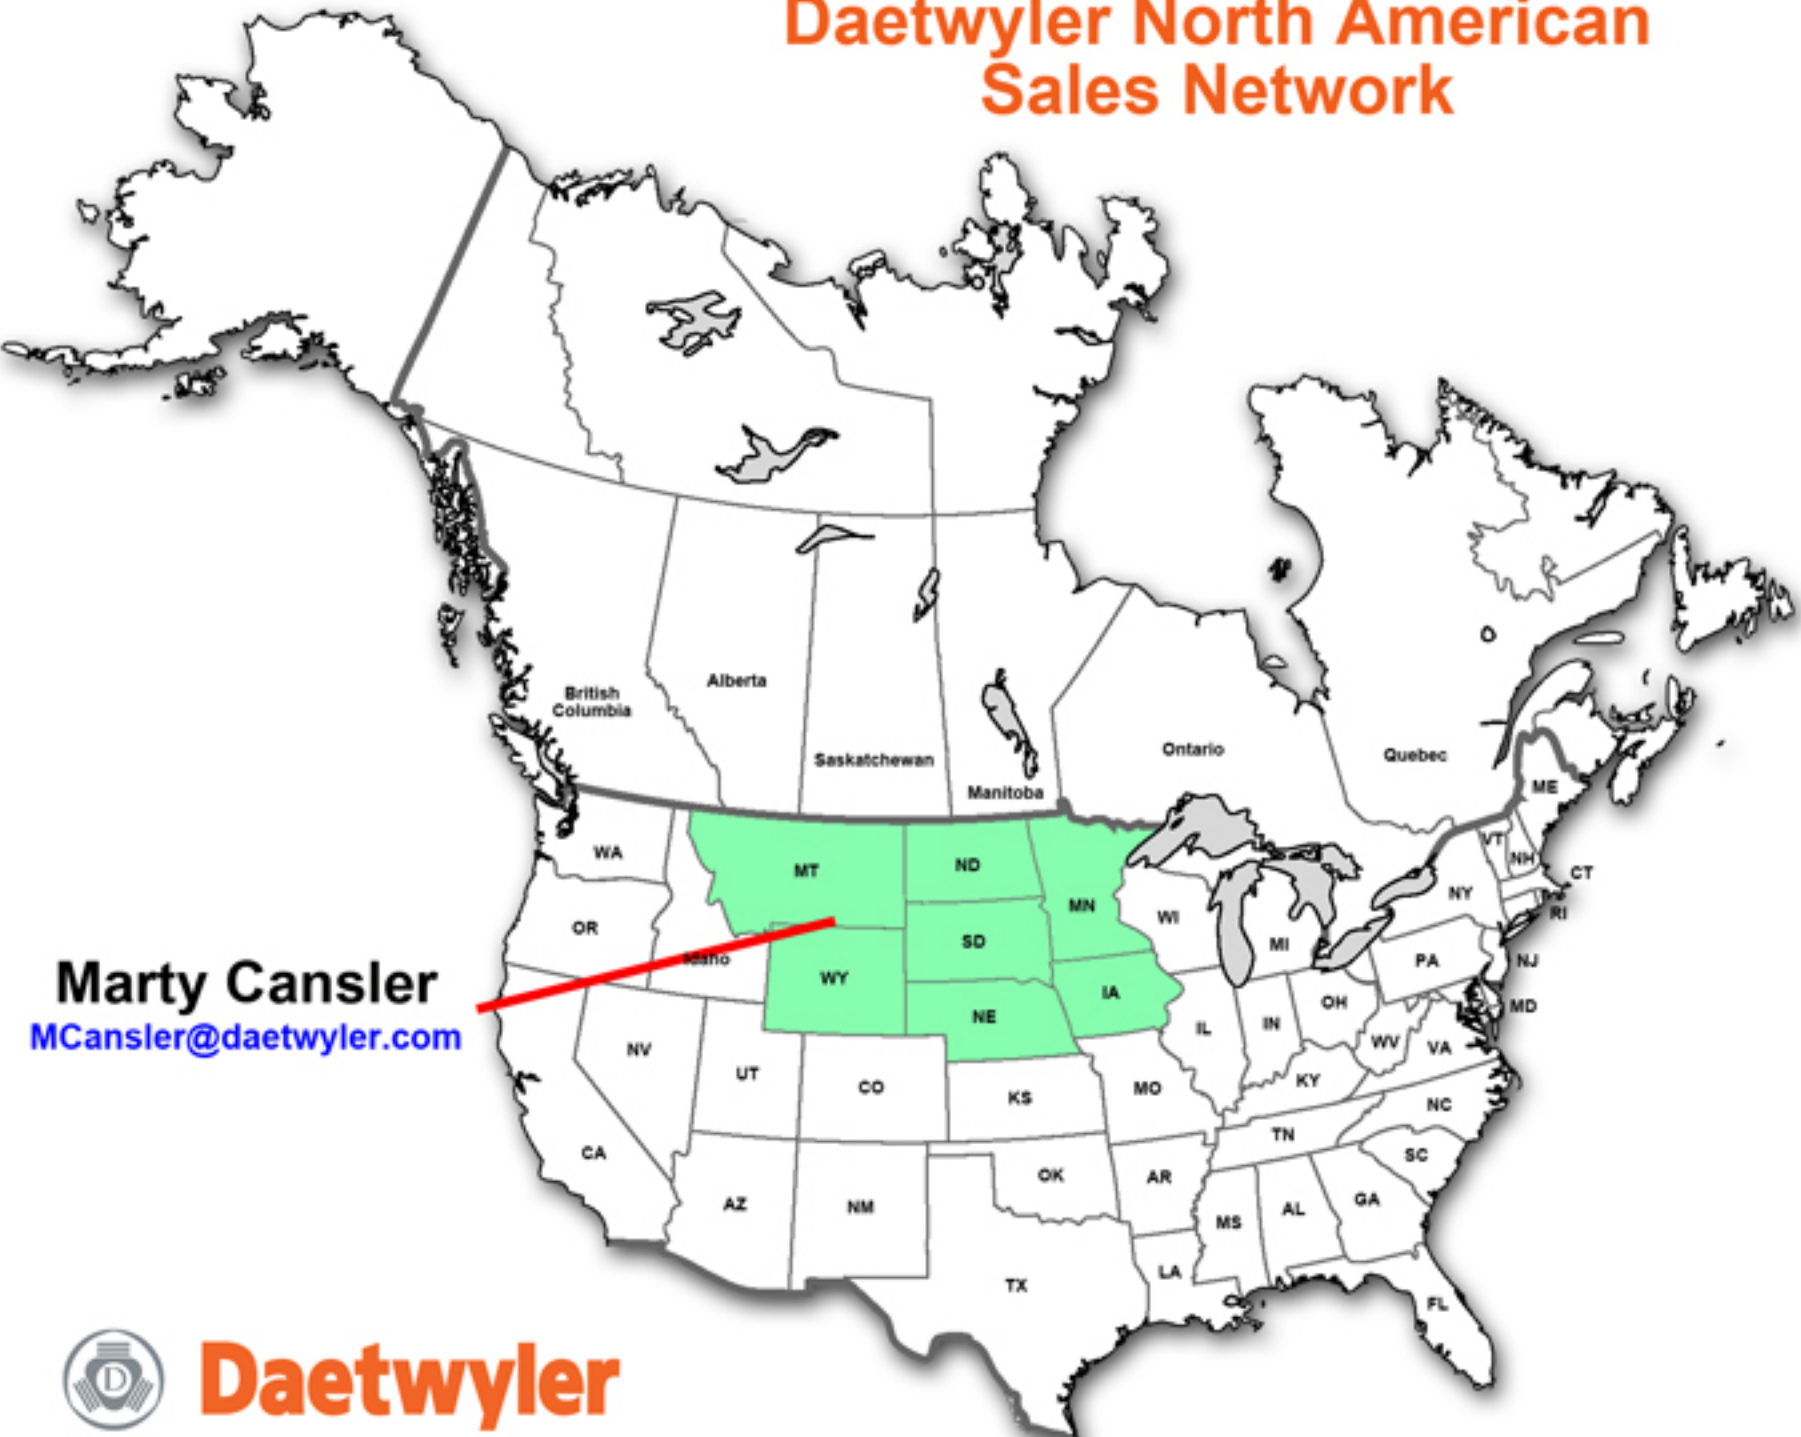 Daetwyler North American
Sales Network
British
Columbia
Alberta
Saskatchewan
Manitoba
Ontario
Quebec
ME
WA
MT
ND
MN
WI
MI
NY
VT
NH
CT
RI
OR
Idaho
WY
SD
IA
NE
PA
NJ
MD
Marty Cansler
MCansler@daetwyler.com
NV
UT
CO
KS
MO
IL
IN
OH
WV
VA
KY
NC
TN
SC
CA
AZ
NM
OK
AR
MS
AL
GA
TX
LA
FL
D
Daetwyler